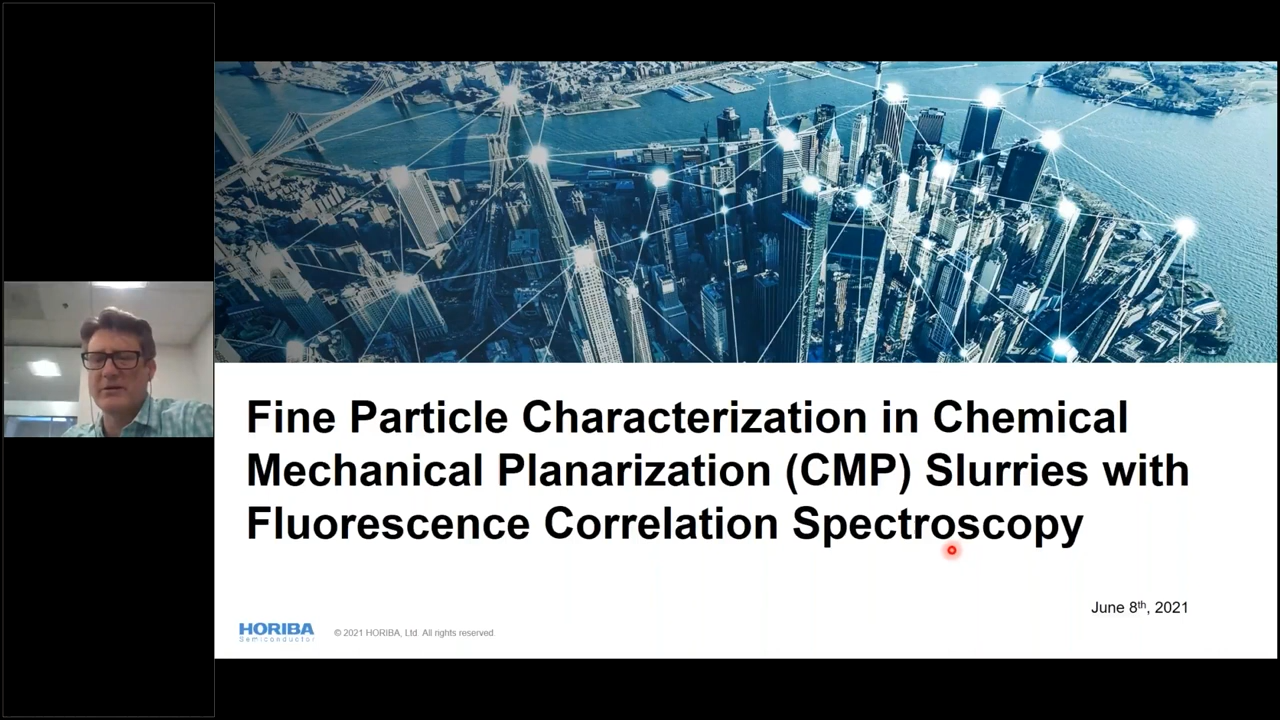 Fine Particle Characterization in Chemical
Mechanical Planarization (CMP) Slurries with
Fluorescence Correlation Spectroscopy
June 8th, 2021
HORIBA
Semiconductor
© 2021 HORIBA, Ltd. All rights reserved.